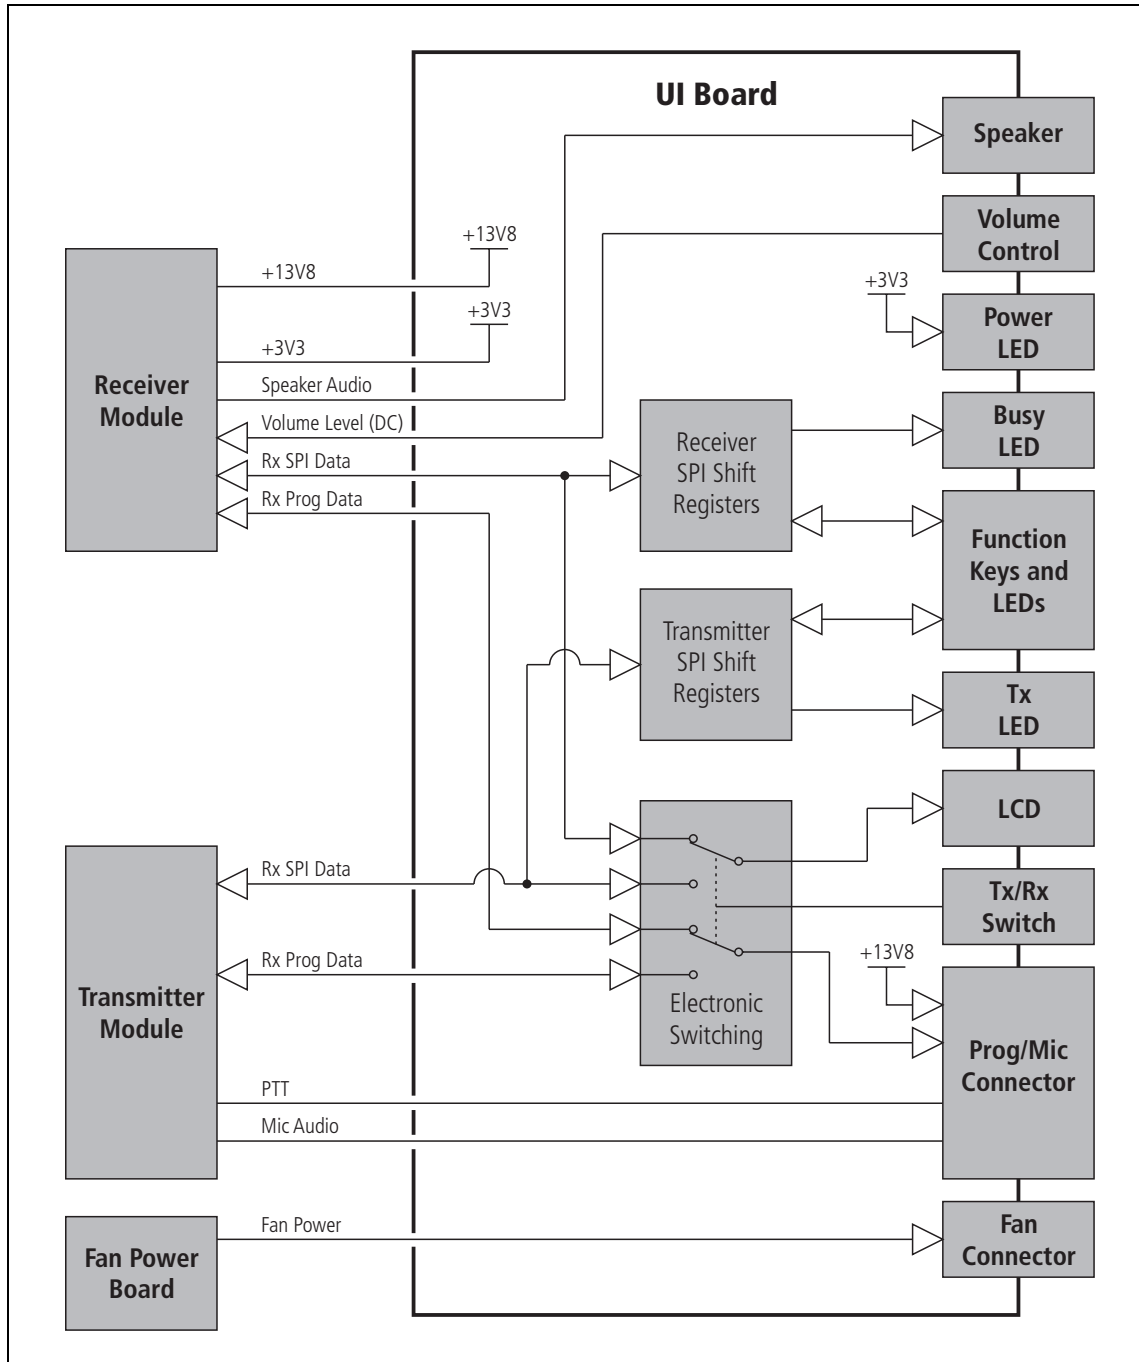 UI Board
Speaker
Volume
Control
+13V8
+13V8
+3V3
Power
LED
+3V3
+3V3
Receiver
Module
Speaker Audio
Volume Level (DC)
Rx SPI Data
Rx Prog Data
Receiver
SPI Shift
Registers
Busy
LED
Function
Keys and
LEDs
Transmitter
SPI Shift
Registers
Tx
LED
LCD
Rx SPI Data
Tx/Rx
Switch
Rx Prog Data
Transmitter
Module
Electronic
Switching
+13V8
Prog/Mic
Connector
PTT
Mic Audio
Fan Power
Board
Fan Power
Fan
Connector